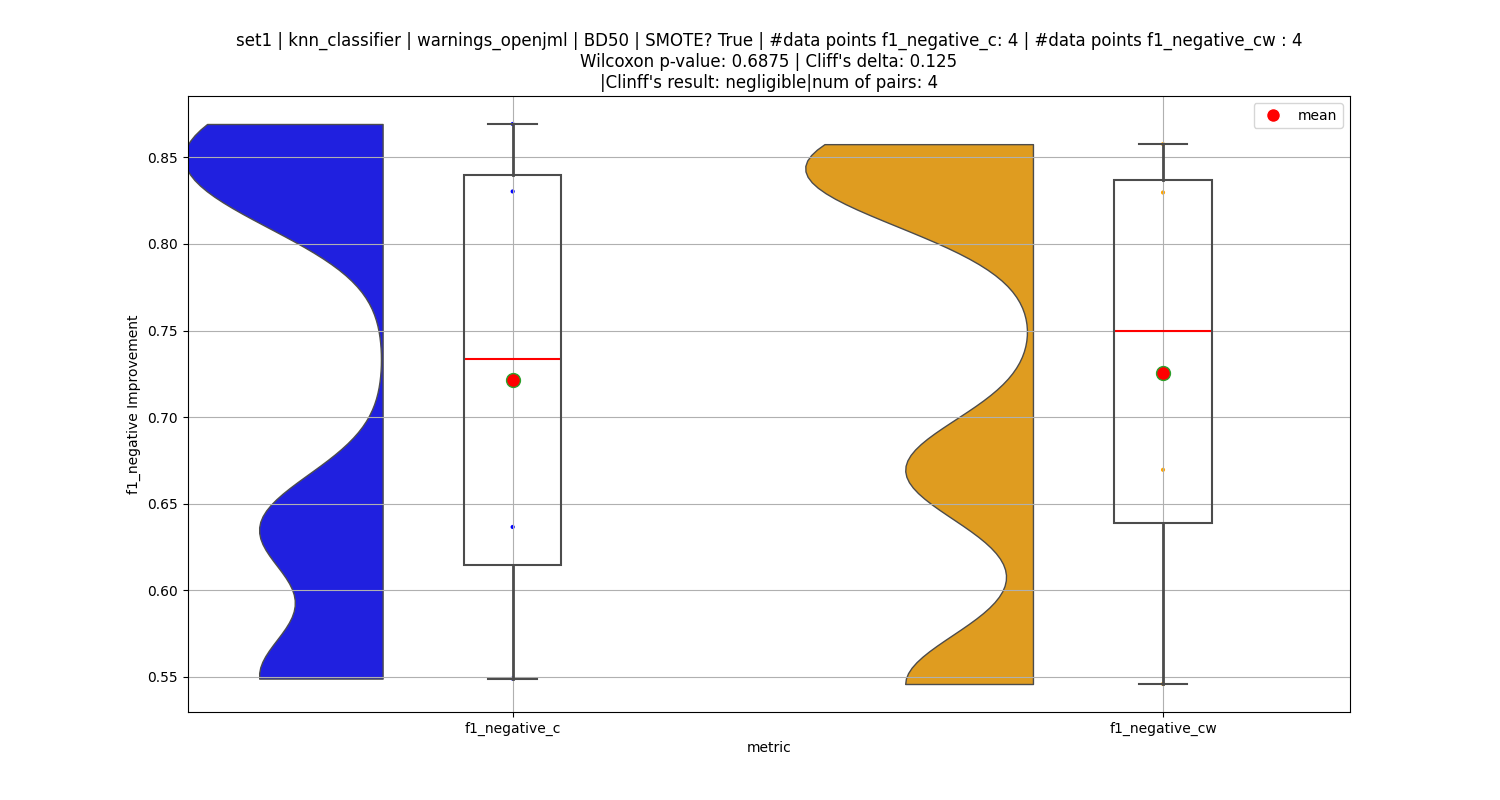 set1 | knn_classifier | warnings_openjml | BD50 | SMOTE? True | #data points f1_negative_c: 4 | #data points f1_negative_cw : 4
Wilcoxon p-value: 0.6875 | Cliff's delta: 0.125
|Clinff's result: negligible|num of pairs: 4
mean
0.85
0.80
0.75
0.70
0.65
0.60
0.55
f1_negative Improvement
f1_negative_c
f1_negative_cw
metric